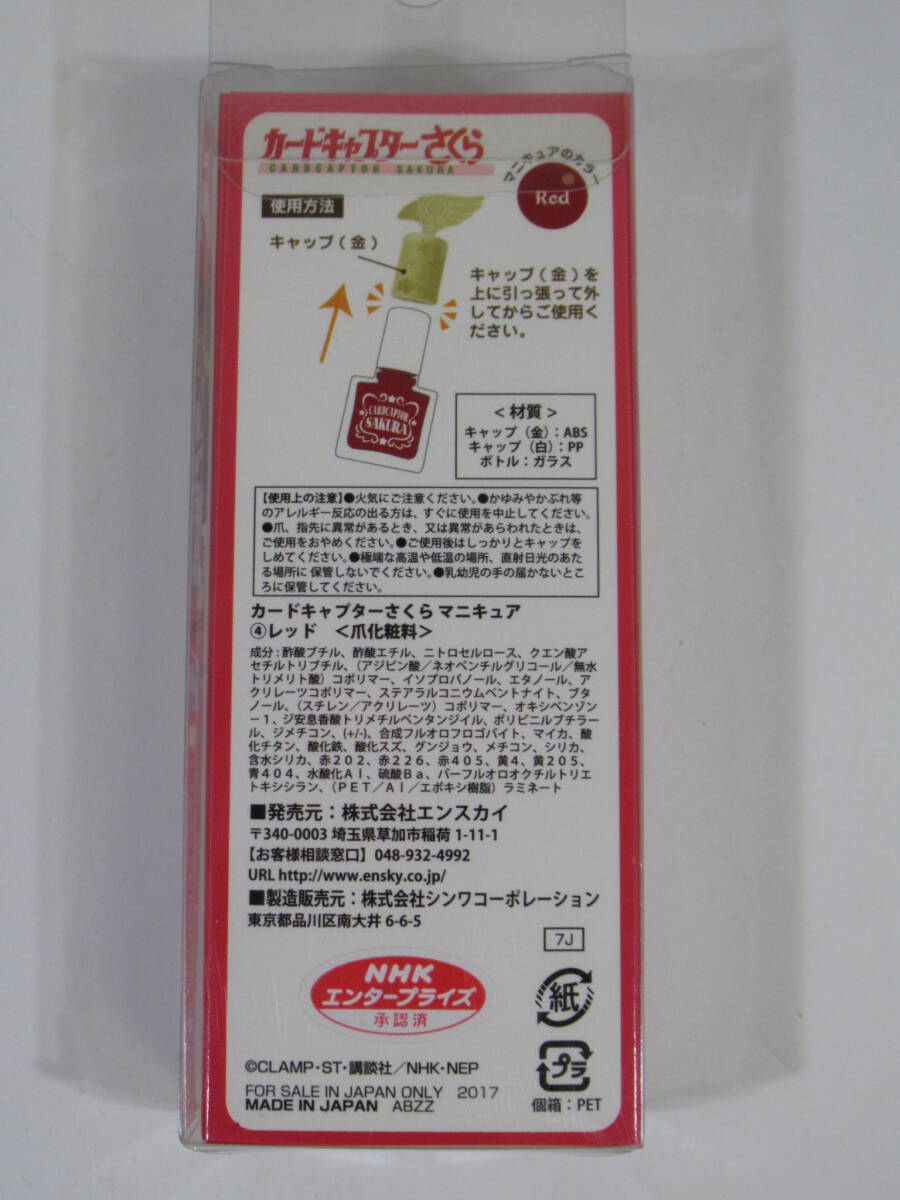 カードキャプターさくら
CARDCAPTOR SAKURA
マニキュアのカラー
Red
使用方法
キャップ(金)
キャップ(金)を
上に引っ張って外
してからご使用く
ださい。
CARDCAPTOR
SAKURA
<材質>
キャップ(金):ABS
キャップ(白):PP
ボトル:ガラス
【使用上の注意】●火気にご注意ください。●かゆみやかぶれ等
のアレルギー反応の出る方は、すぐに使用を中止してください。
●爪、指先に異常があるとき、又は異常があらわれたときは、
ご使用をおやめください。●ご使用後はしっかりとキャップを
しめてください。●極端な高温や低温の場所、直射日光のあた
る場所に 保管しないでください。●乳幼児の手の届かないとこ
ろに保管してください。
カードキャプターさくら マニキュア
④レッド <爪化粧料>
成分:酢酸ブチル、酢酸エチル、ニトロセルロース、クエン酸ア
セチルトリブチル、(アジピン酸/ネオペンチルグリコール/無水
トリメリト酸)コポリマー、イソプロパノール、エタノール、ア
クリレーツコポリマー、ステアラルコニウムベントナイト、ブタ
ノール、(スチレン/アクリレーツ)コポリマー、オキシベンゾン
-1、ジ安息香酸トリメチルペンタンジイル、ポリビニルブチラー
ル、ジメチコン、(+/-)、合成フルオロフロゴパイト、マイカ、酸
化チタン、酸化鉄、酸化スズ、グンジョウ、メチコン、シリカ、
含水シリカ、赤202、赤226、赤405、黄4、黄205、
青404、水酸化Al、硫酸Ba、パーフルオロオクチルトリエ
トキシシラン、(PET/Al/エポキシ樹脂)ラミネート
■発売元:株式会社エンスカイ
〒340-0003 埼玉県草加市稲荷 1-11-1
【お客様相談窓口】048-932-4992
URL http://www.ensky.co.jp/
■製造販売元:株式会社シンワコーポレーション
東京都品川区南大井 6-6-5
7J
NHK
エンタープライズ
承認済
紙
プラ
個箱:PET
©CLAMP・ST・講談社/NHK・NEP
FOR SALE IN JAPAN ONLY 2017
MADE IN JAPAN ABZZ